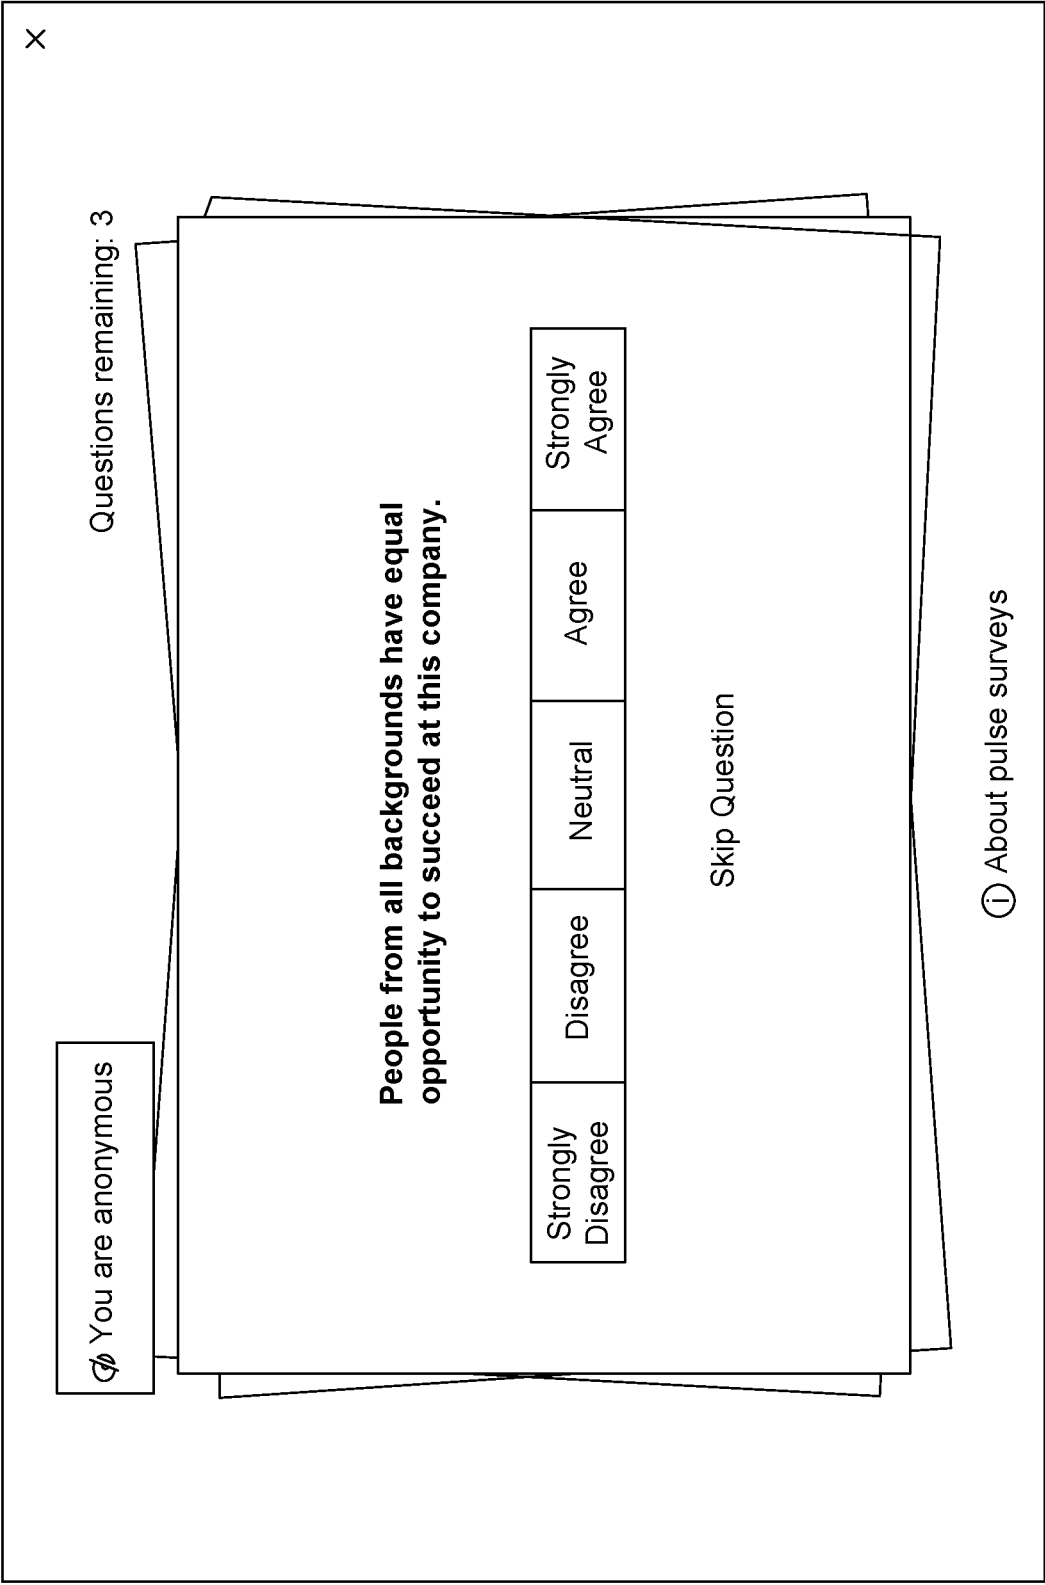 You are anonymous
Questions remaining: 3
People from all backgrounds have equal
opportunity to succeed at this company.
Strongly
Disagree
Disagree
Neutral
Agree
Strongly
Agree
Skip Question
About pulse surveys